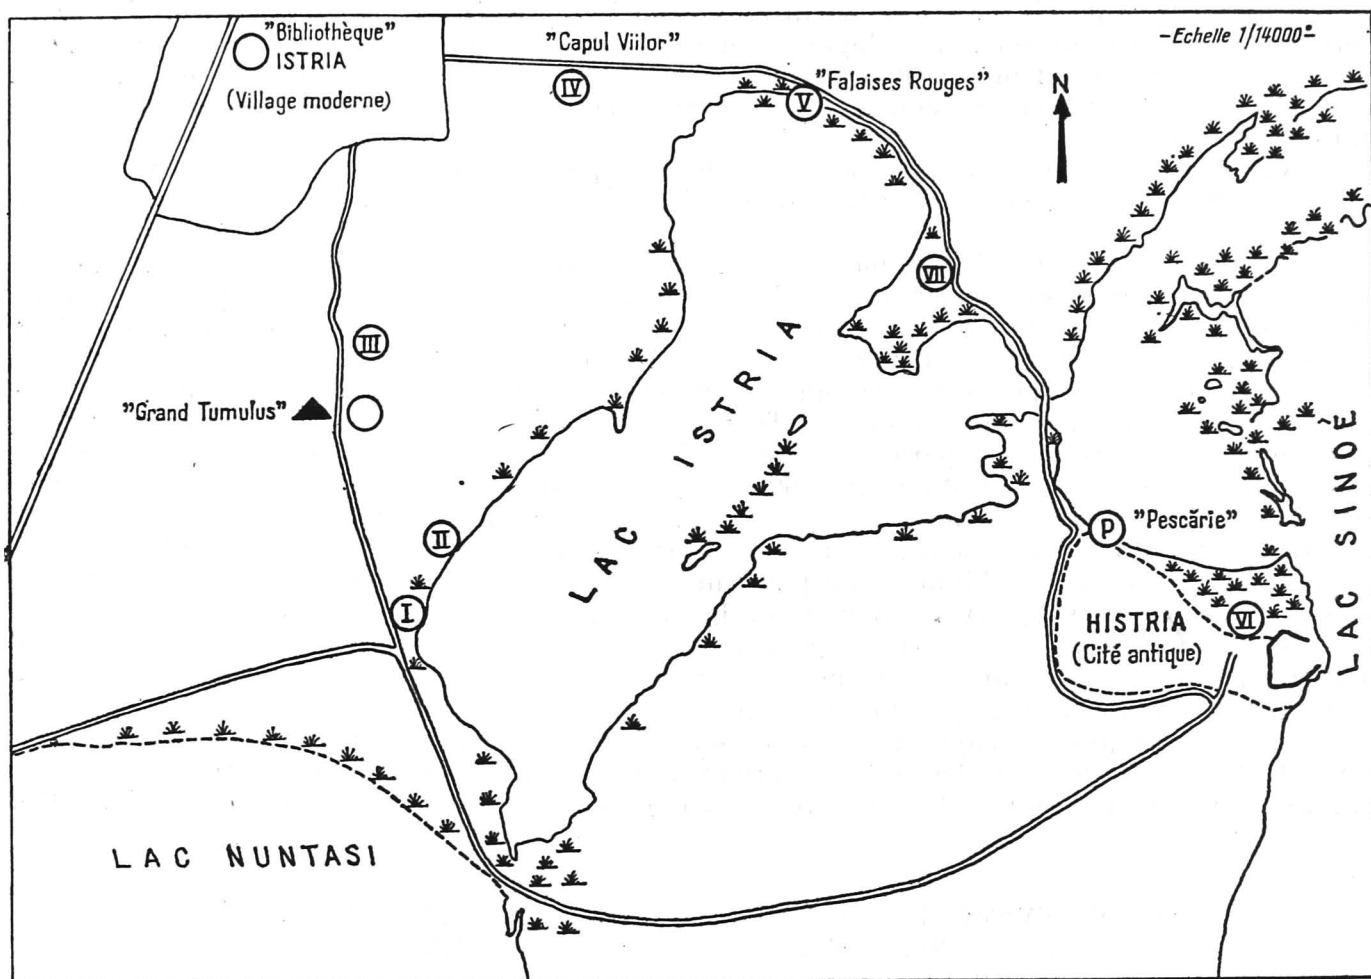 "Bibliothèque"
ISTRIA
(Village moderne)
"Capul Viilor"
-Echelle 1/14000e-
"Falaises Rouges"
N
IV
V
VII
III
"Grand Tumulus"
LAC ISTRIA
II
I
P "Pescărie"
VI
HISTRIA
(Cité antique)
LAC SINOË
LAC NUNTASI